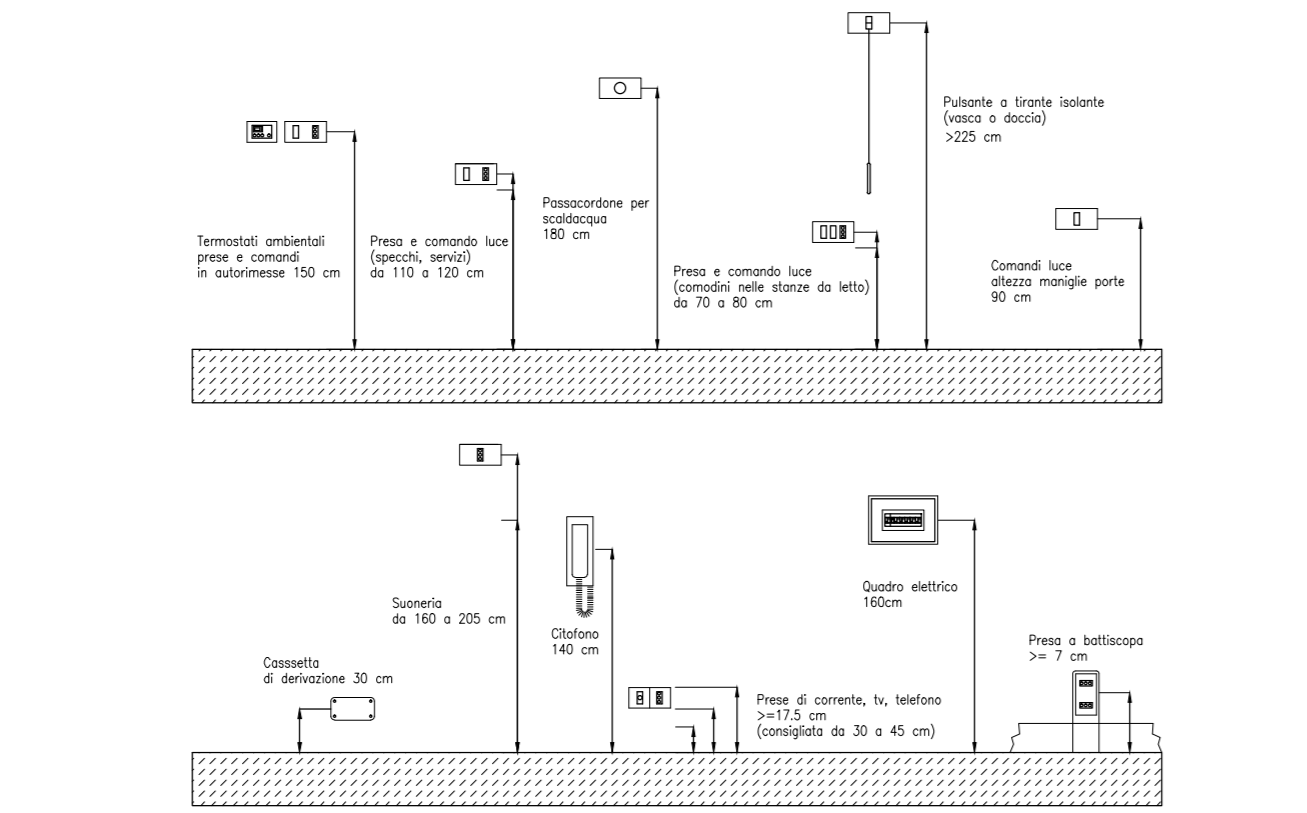 Pulsante a tirante isolante
(vasca o doccia)
>225 cm
Passacordone per
scaldacqua
180 cm
Termostati ambientali
prese e comandi
in autorimesse 150 cm
Presa e comando luce
(specchi, servizi)
da 110 a 120 cm
Presa e comando luce
(comodini nelle stanze da letto)
da 70 a 80 cm
Comandi luce
altezza maniglie porte
90 cm
Suoneria
da 160 a 205 cm
Citofono
140 cm
Quadro elettrico
160cm
Casssetta
di derivazione 30 cm
Prese di corrente, tv, telefono
>=17.5 cm
(consigliata da 30 a 45 cm)
Presa a battiscopa
>= 7 cm